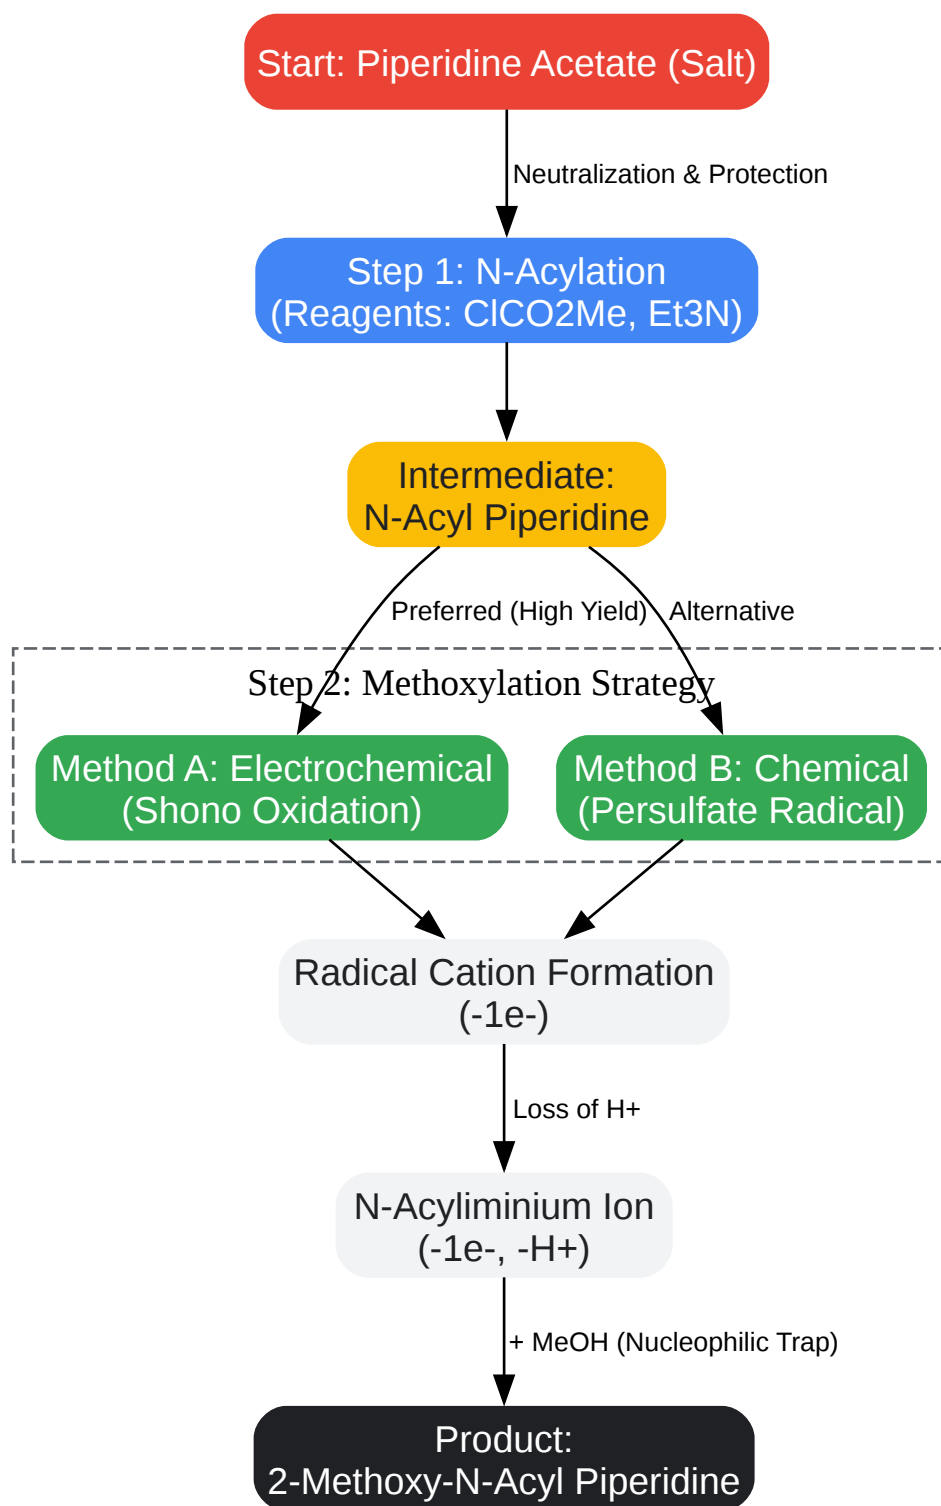 Start: Piperidine Acetate (Salt)
Neutralization & Protection
Step 1: N-Acylation
(Reagents: ClCO2Me, Et3N)
Intermediate:
N-Acyl Piperidine
Preferred (High Yield)
Alternative
Step 2: Methoxylation Strategy
Method A: Electrochemical
(Shono Oxidation)
Method B: Chemical
(Persulfate Radical)
Radical Cation Formation
(-1e-)
Loss of H+
N-Acyliminium Ion
(-1e-, -H+)
+ MeOH (Nucleophilic Trap)
Product:
2-Methoxy-N-Acyl Piperidine